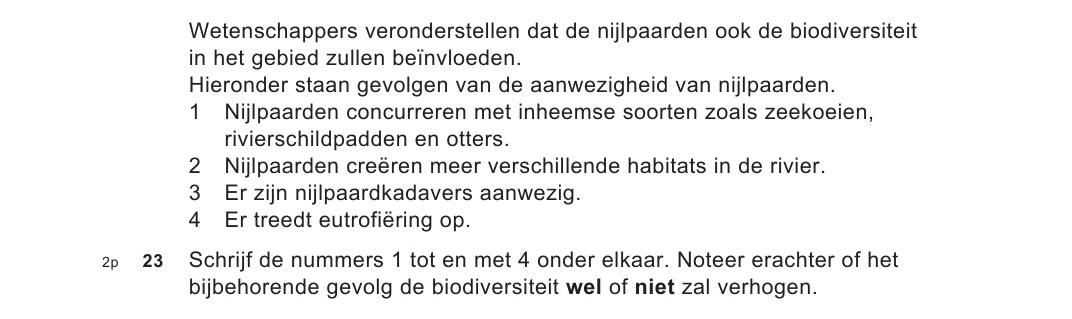 Wetenschappers veronderstellen dat de nijlpaarden ook de biodiversiteit
in het gebied zullen beïnvloeden.
Hieronder staan gevolgen van de aanwezigheid van nijlpaarden.
1 Nijlpaarden concurreren met inheemse soorten zoals zeekoeien,
rivierschildpadden en otters.
2 Nijlpaarden creëren meer verschillende habitats in de rivier.
3 Er zijn nijlpaardkadavers aanwezig.
4 Er treedt eutrofiëring op.
2p 23 Schrijf de nummers 1 tot en met 4 onder elkaar. Noteer erachter of het
bijbehorende gevolg de biodiversiteit wel of niet zal verhogen.